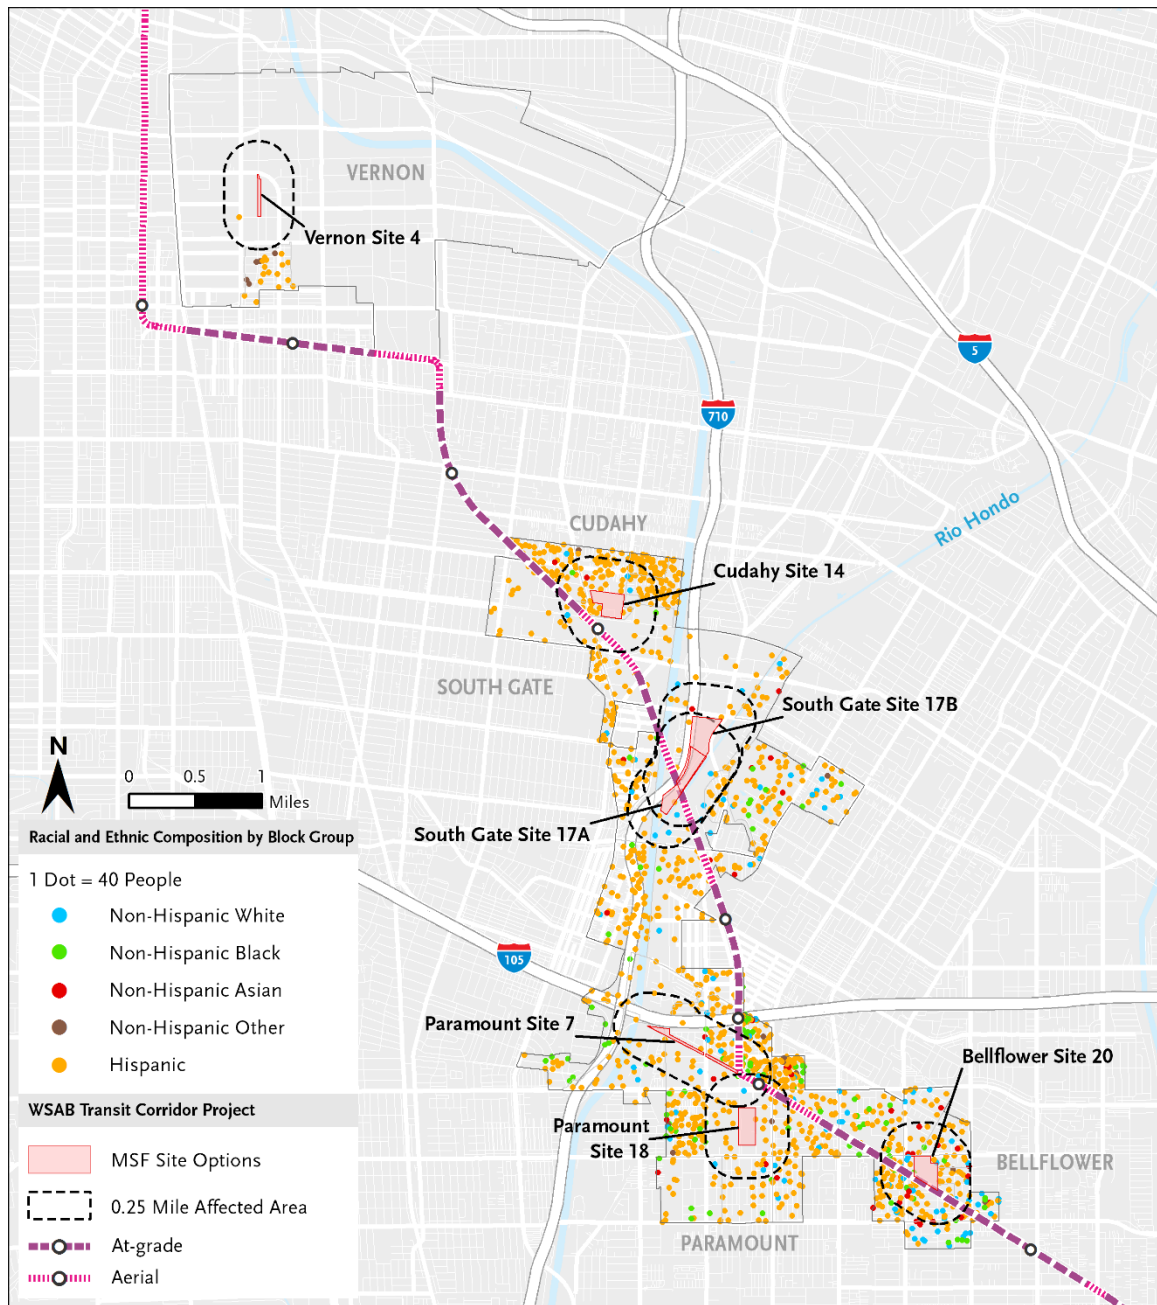 VERNON
Vernon Site 4
5
710
Rio Hondo
CUDAHY
Cudahy Site 14
SOUTH GATE
South Gate Site 17B
N
0 0.5 1
Miles
South Gate Site 17A
Racial and Ethnic Composition by Block Group
1 Dot = 40 People
Non-Hispanic White
Non-Hispanic Black
Non-Hispanic Asian
Non-Hispanic Other
Hispanic
105
Paramount Site 7
Bellflower Site 20
WSAB Transit Corridor Project
MSF Site Options
0.25 Mile Affected Area
At-grade
Aerial
Paramount
Site 18
BELLFLOWER
PARAMOUNT